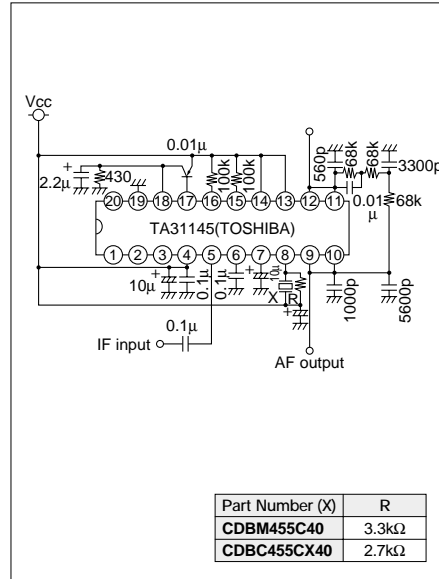 Vcc
0.01µ
2.2µ
430
100k
100k
560p
68k
68k
3300p
0.01
µ
68k
20 19 18 17 16 15 14 13 12 11
TA31145(TOSHIBA)
1 2 3 4 5 6 7 8 9 10
10µ
0.1µ
0.1µ
10µ
X
R
1000p
5600p
0.1µ
IF input
AF output
Part Number (X) R
CDBM455C40 3.3kΩ
CDBC455CX40 2.7kΩ